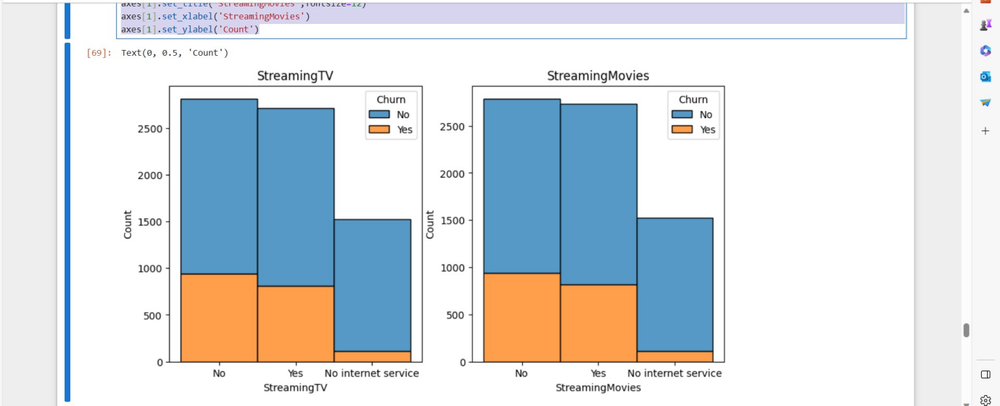 axes[1].set_title('StreamingMovies',fontsize=12)
axes[1].set_xlabel('StreamingMovies')
axes[1].set_ylabel('Count')
[69]: Text(0, 0.5, 'Count')
StreamingTV
Churn
No
Yes
2500
2000
1500
1000
500
0
Count
No Yes No internet service
StreamingTV
StreamingMovies
Churn
No
Yes
2500
2000
1500
1000
500
0
Count
No Yes No internet service
StreamingMovies